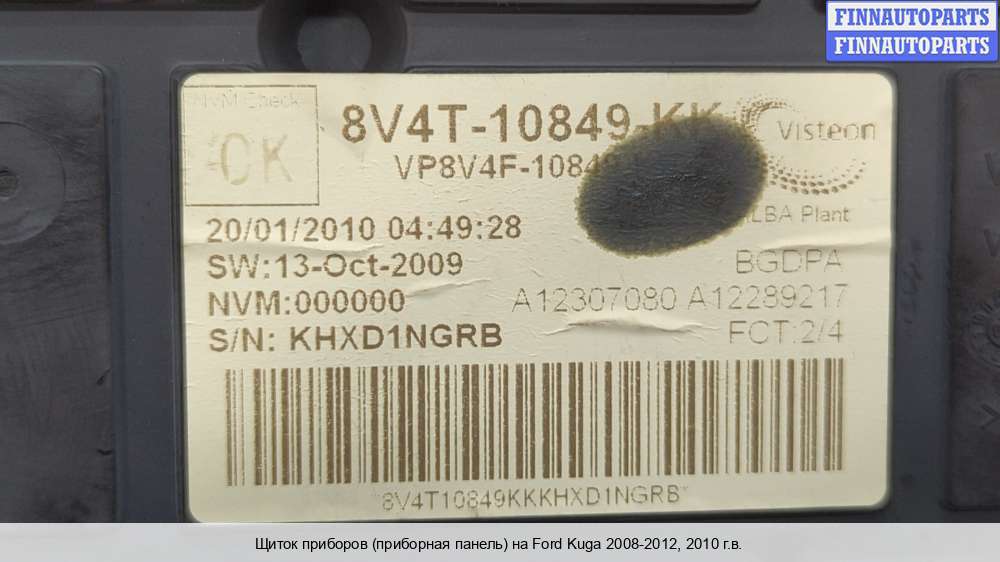 FINNAUTOPARTS
FINNAUTOPARTS
NVM Check
OK
8V4T-10849-KK
Visteon
VP8V4F-10849
PALBA Plant
20/01/2010 04:49:28
SW:13-Oct-2009
BGDPA
NVM:000000
A12307080 A12289217
S/N: KHXD1NGRB
FCT:2/4
*8V4T10849KKKHXD1NGRB*
Щиток приборов (приборная панель) на Ford Kuga 2008-2012, 2010 г.в.